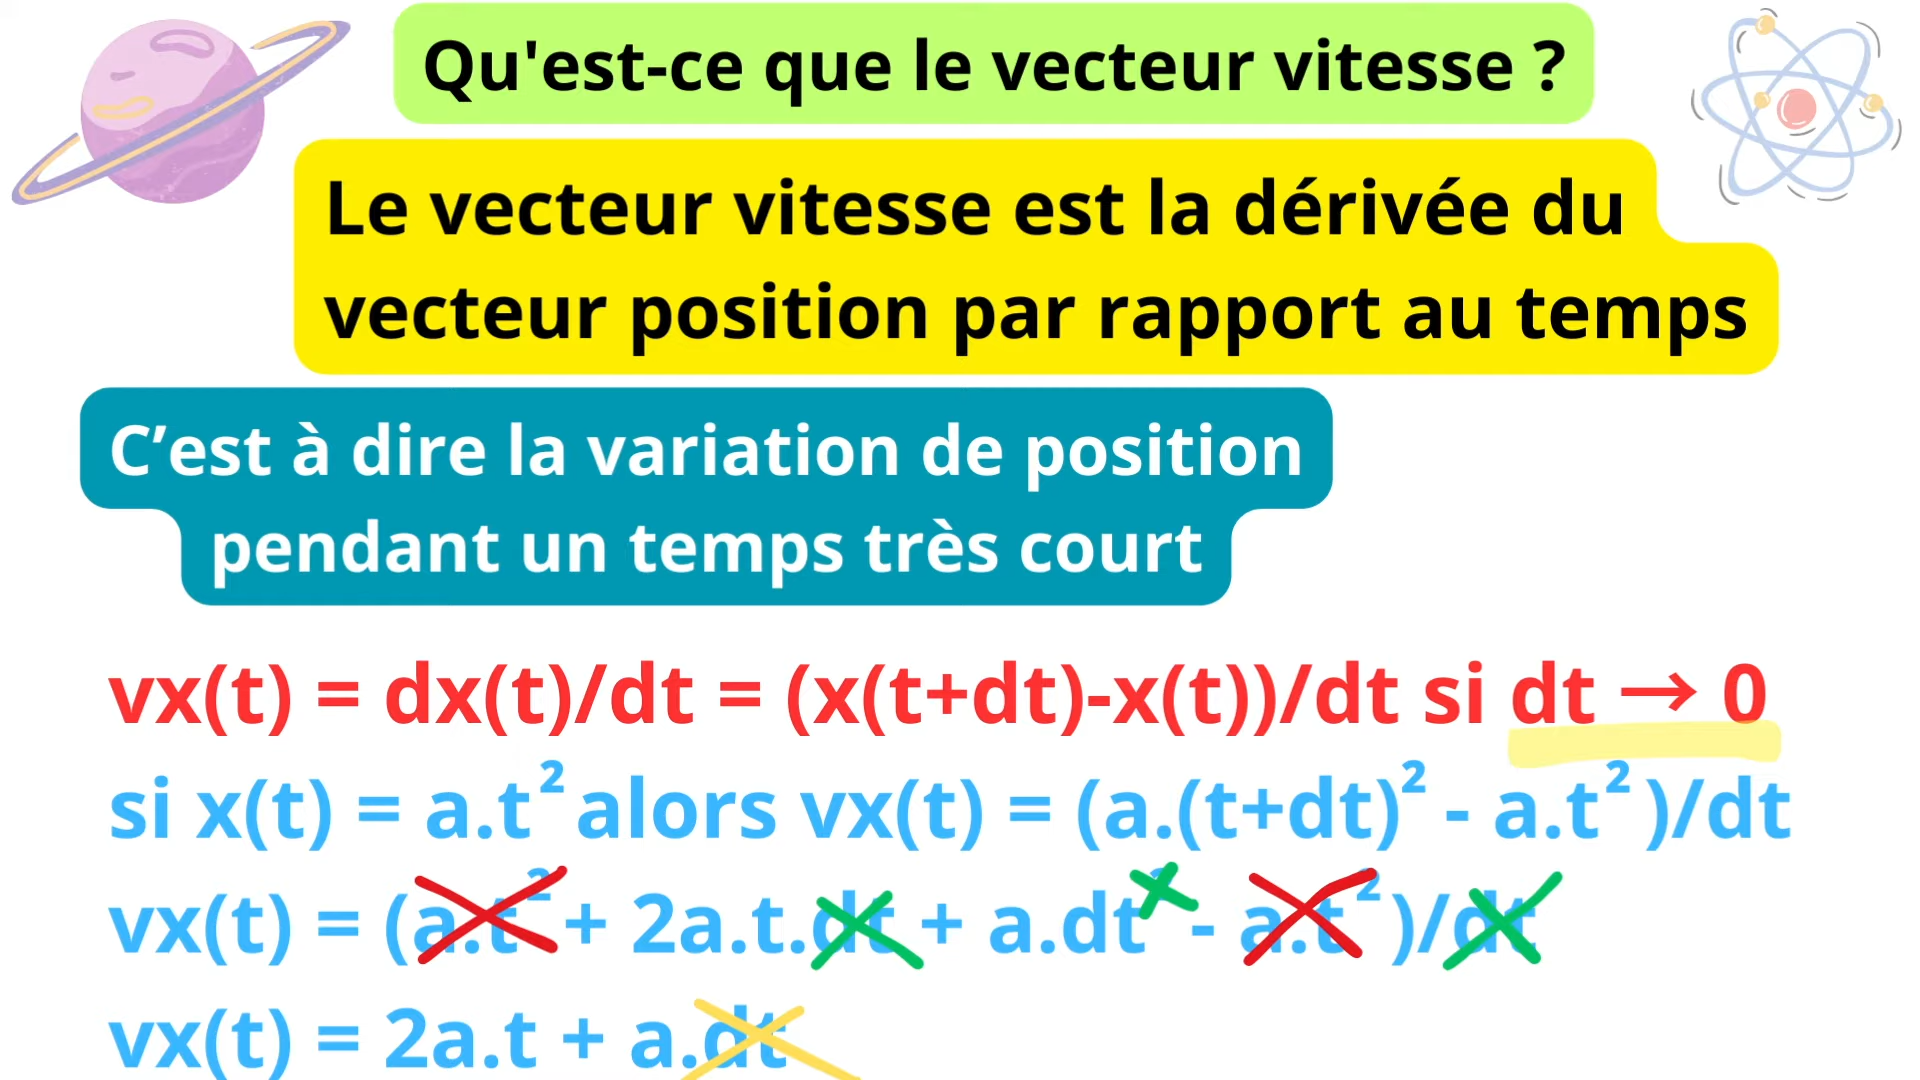 Qu'est-ce que le vecteur vitesse ?
Le vecteur vitesse est la dérivée du
vecteur position par rapport au temps
C’est à dire la variation de position
pendant un temps très court
vx(t) = dx(t)/dt = (x(t+dt)-x(t))/dt si dt → 0
si x(t) = a.t² alors vx(t) = (a.(t+dt)² - a.t²)/dt
vx(t) = (a.t² + 2a.t.dt + a.dt² - a.t²)/dt
vx(t) = 2a.t + a.dt